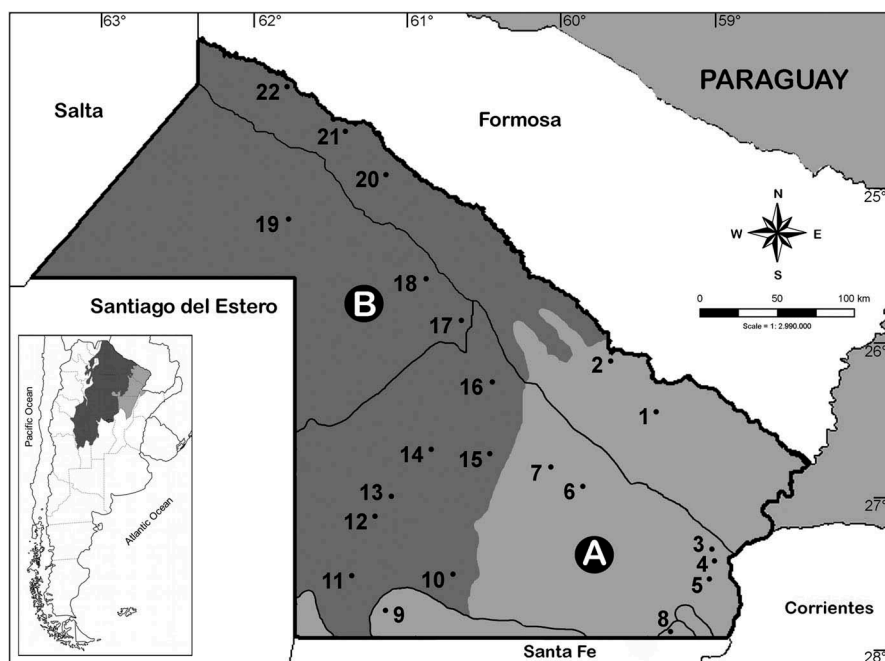 63° 62° 61° 60° 59°
PARAGUAY
Salta
Formosa
22
21
20
25°
19
N
W E
S
18
B
Santiago del Estero
0 50 100 km
Scale = 1: 2.990.000
17
26°
2
16
1
14
15
7
6
13
27°
12
3
A
4
11
10
5
9
8
Corrientes
Santa Fe
28°
Pacific Ocean
Atlantic Ocean